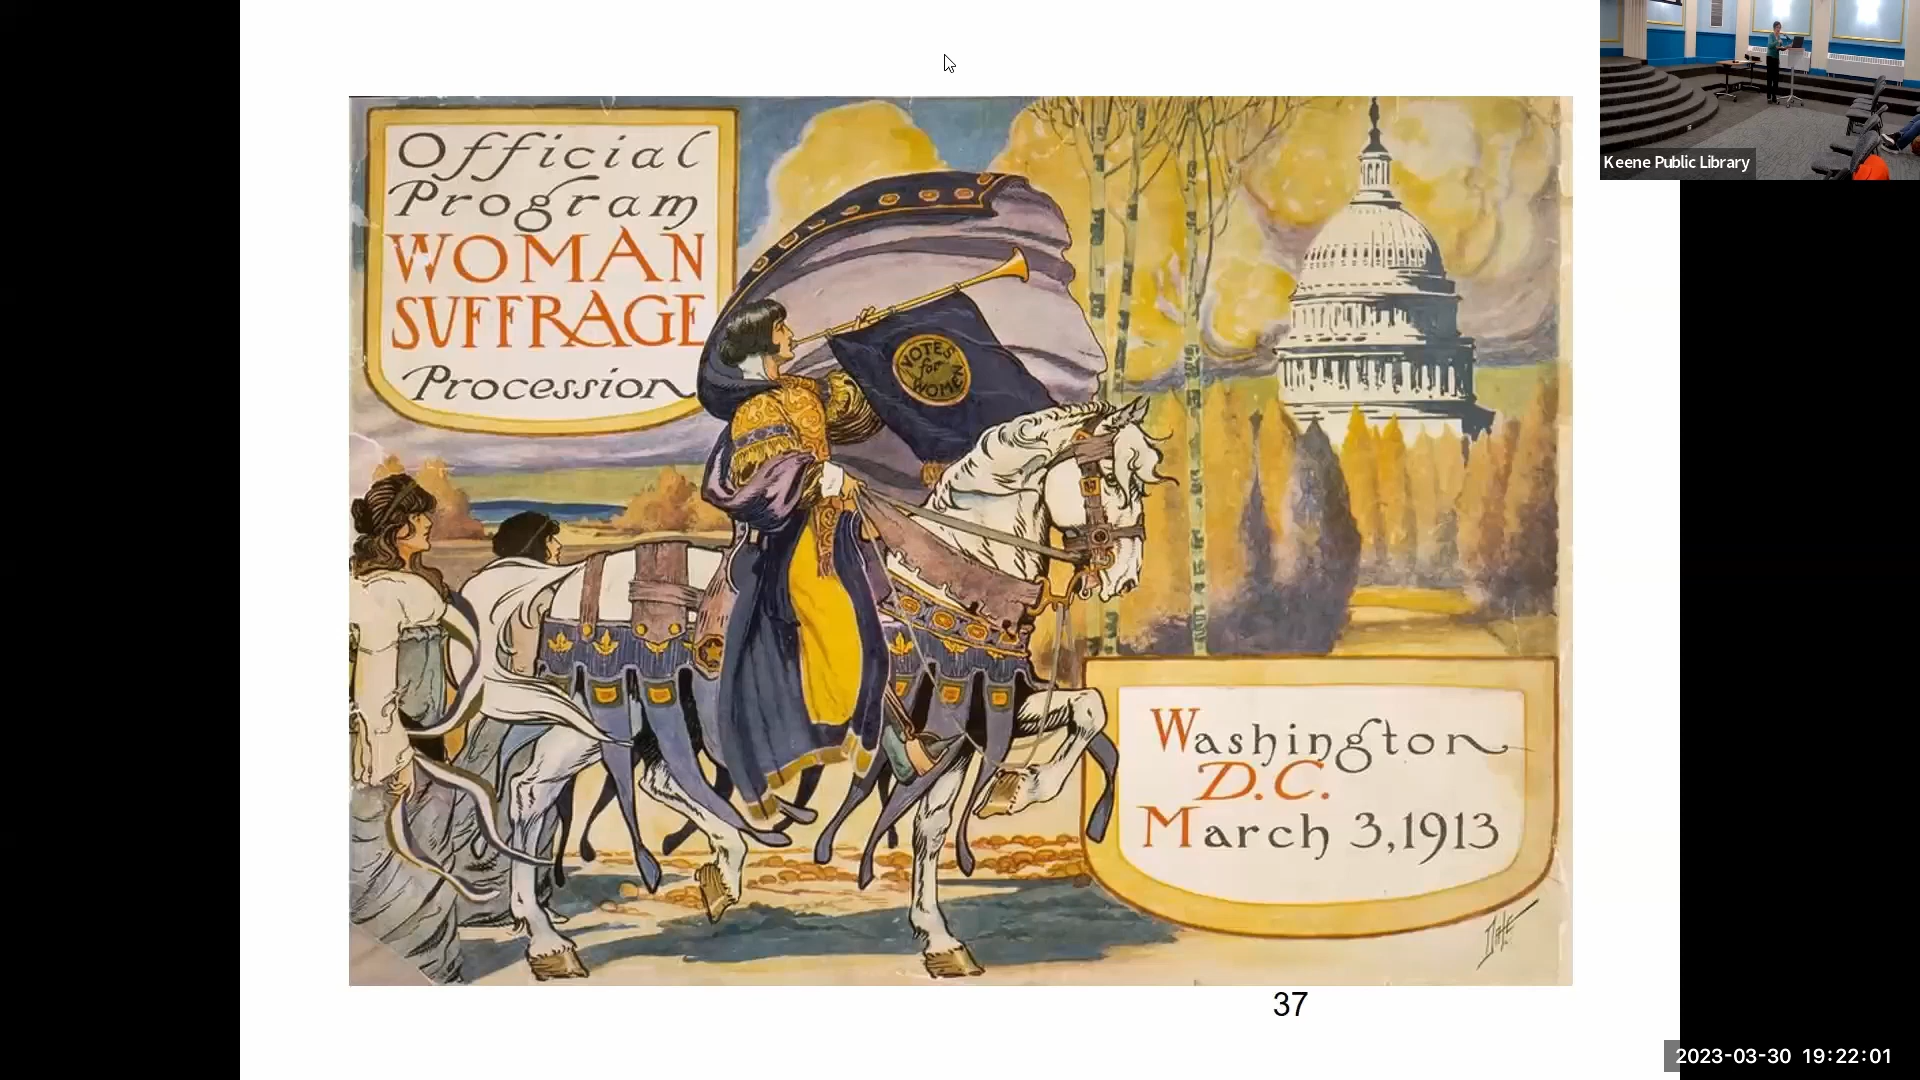 Official
Program
WOMAN
SUFFRAGE
Procession
VOTES
for
WOMEN
Washington
D.C.
March 3, 1913
37
Keene Public Library
2023-03-30 19:22:01